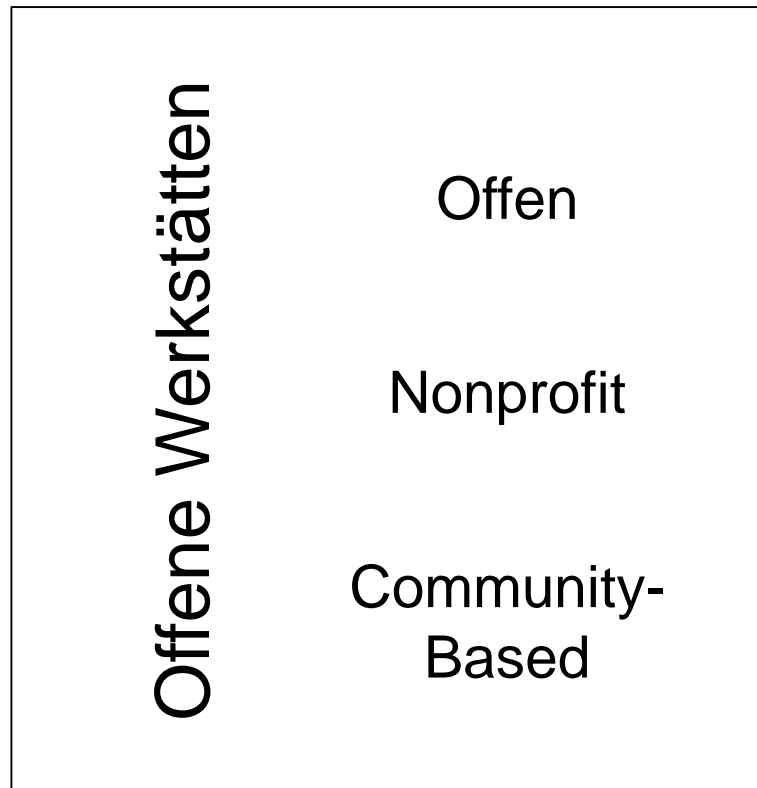 Offene Werkstätten
Offen
Nonprofit
Community-
Based